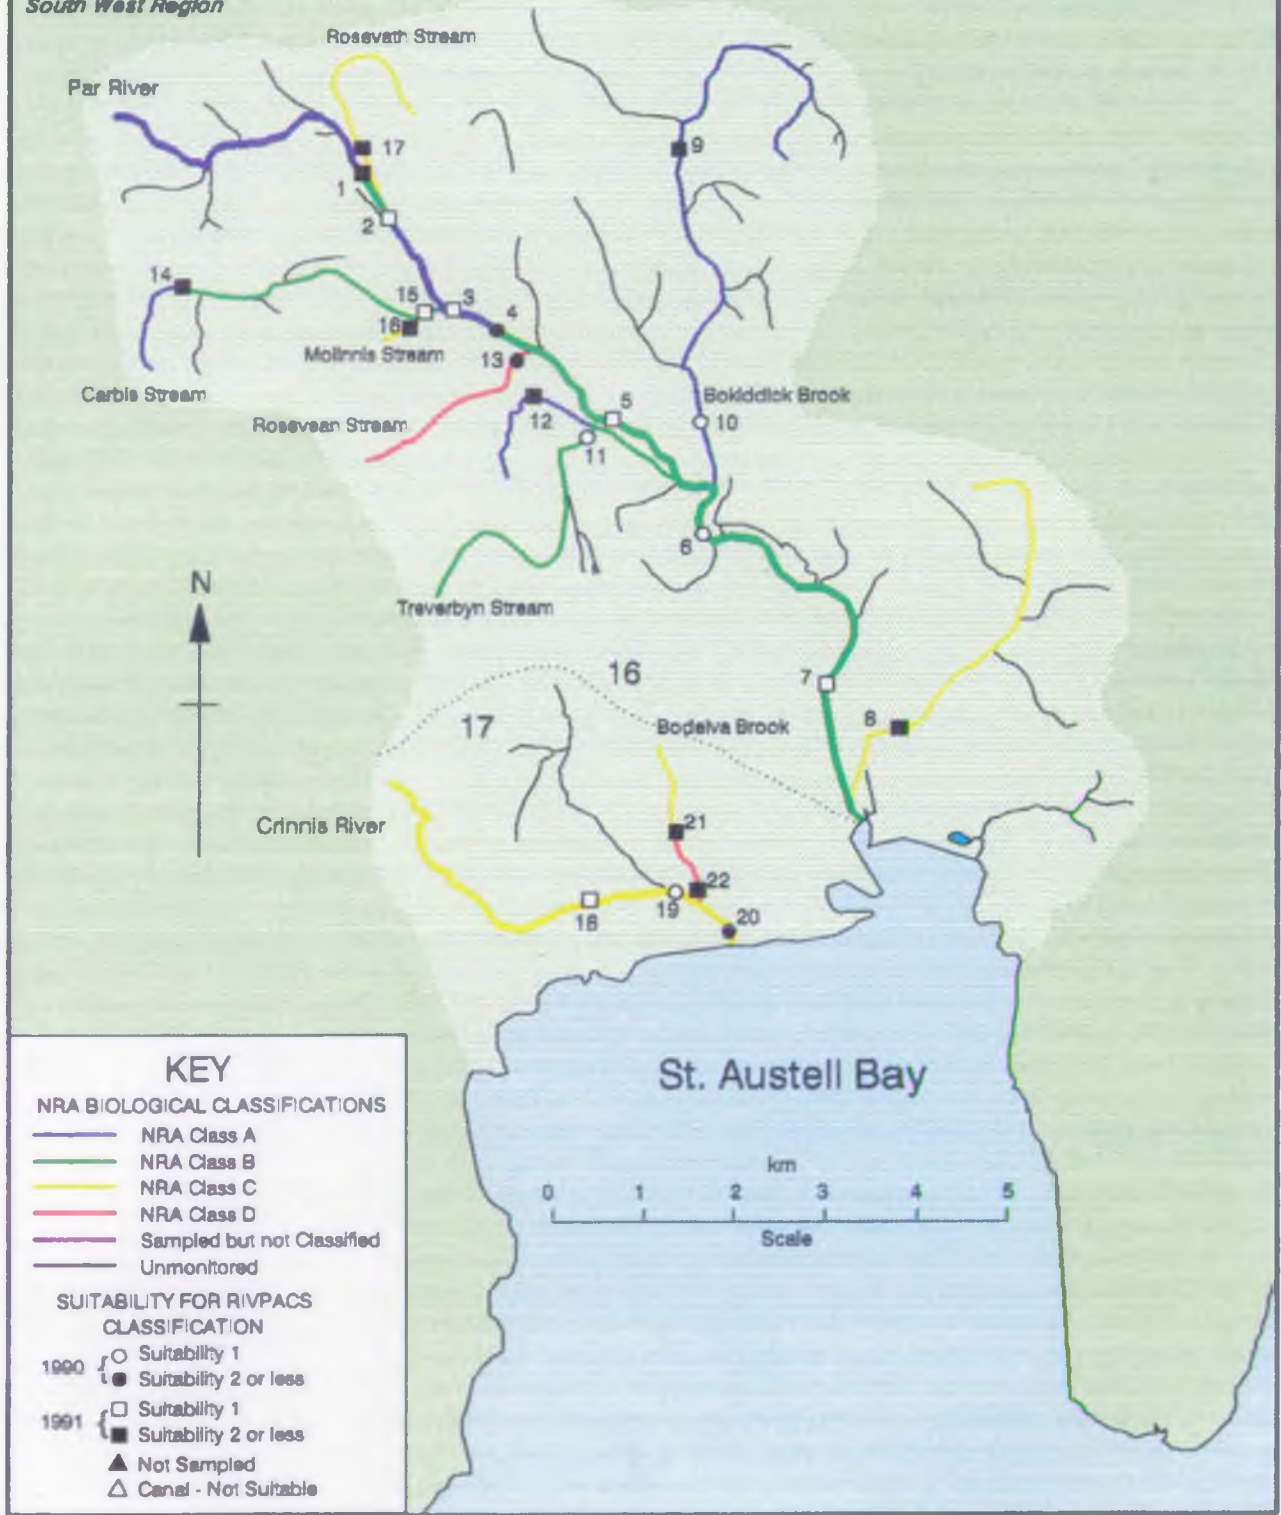 South West Region
Rosevath Stream
Par River
17
9
1
2
14
15
3
4
16
13
Molinnis Stream
Carbis Stream
Bokiddick Brook
5
12
10
Rosevean Stream
11
6
N
Treverbyn Stream
16
7
17
Bodelva Brook
8
Crinnis River
21
22
19
18
20
KEY
NRA BIOLOGICAL CLASSIFICATIONS
NRA Class A
NRA Class B
NRA Class C
NRA Class D
Sampled but not Classified
Unmonitored
SUITABILITY FOR RIVPACS
CLASSIFICATION
1990 { Suitability 1
Suitability 2 or less
1991 { Suitability 1
Suitability 2 or less
Not Sampled
Canal - Not Suitable
St. Austell Bay
km
0 1 2 3 4 5
Scale